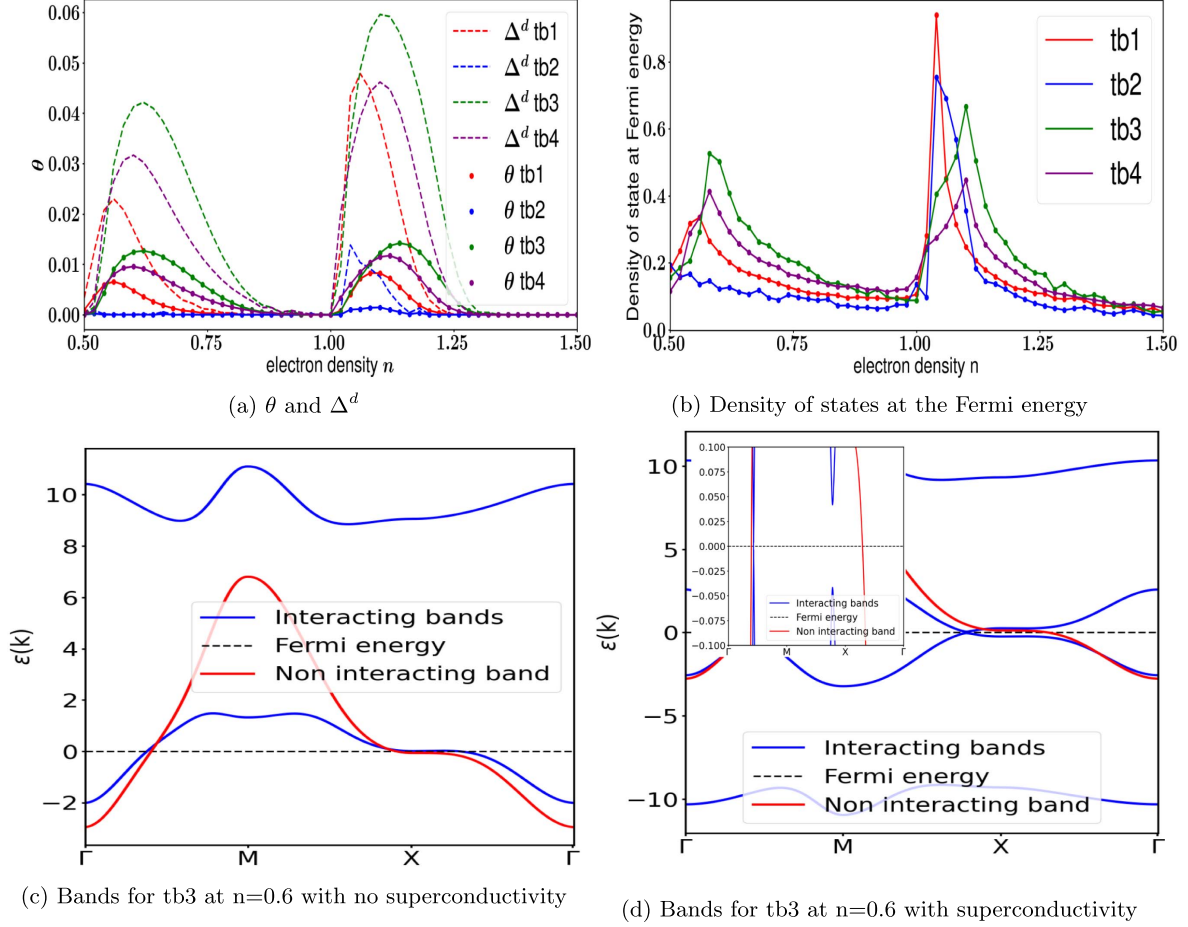 0.06
0.05
0.04
0.03
0.02
0.01
0.00
θ
0.50
0.75
1.00
1.25
1.50
electron density n
Δᵈ tb1
Δᵈ tb2
Δᵈ tb3
Δᵈ tb4
θ tb1
θ tb2
θ tb3
θ tb4
(a) θ and Δᵈ
Density of state at Fermi energy
0.8
0.6
0.4
0.2
0.0
0.50
0.75
1.00
1.25
1.50
electron density n
tb1
tb2
tb3
tb4
(b) Density of states at the Fermi energy
ε(k)
10
8
6
4
2
0
−2
Γ
M
X
Γ
Interacting bands
Fermi energy
Non interacting band
(c) Bands for tb3 at n=0.6 with no superconductivity
ε(k)
10
5
0
−5
−10
Γ
M
X
Γ
0.100
0.075
0.050
0.025
0.000
−0.025
−0.050
−0.075
−0.100
Γ
M
X
Γ
Interacting bands
Fermi energy
Non interacting band
Interacting bands
Fermi energy
Non interacting band
(d) Bands for tb3 at n=0.6 with superconductivity